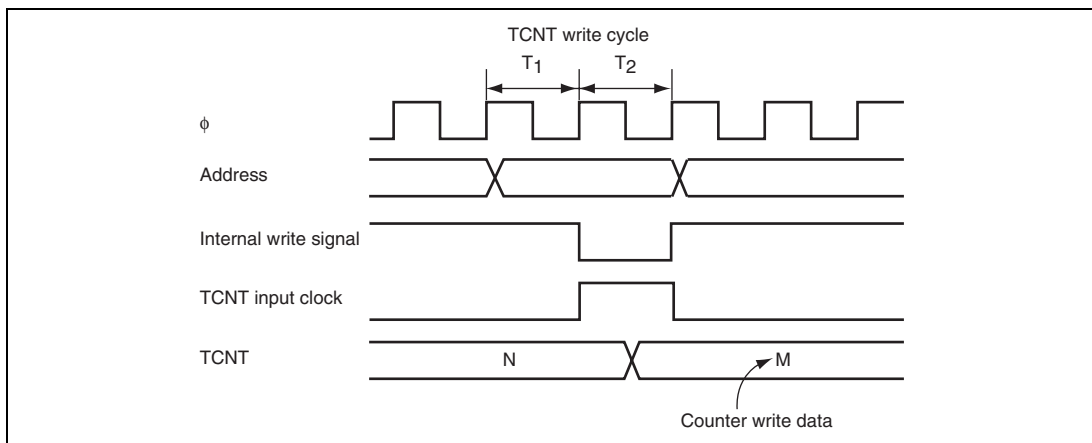 TCNT write cycle
T1 T2
ϕ
Address
Internal write signal
TCNT input clock
TCNT N M
Counter write data